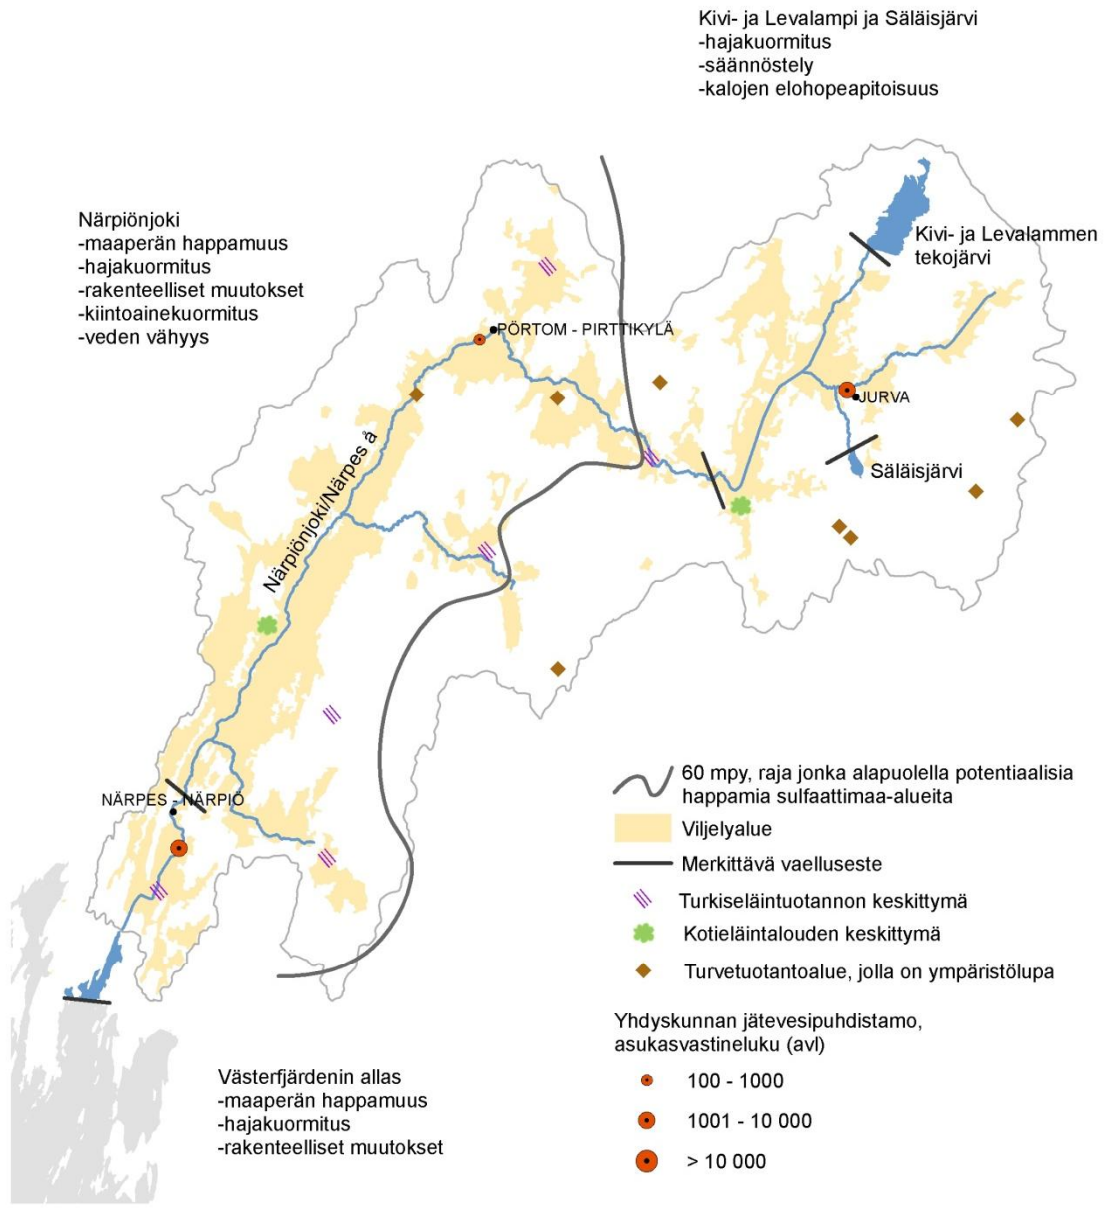 Kivi- ja Levalampi ja Säläisjärvi
-hajakuormitus
-säännöstely
-kalojen elohopeapitoisuus
Närpiönjoki
-maaperän happamuus
-hajakuormitus
-rakenteelliset muutokset
-kiintoainekuormitus
-veden vähyys
Kivi- ja Levalammen
tekojärvi
PÖRTOM - PIRTTIKYLÄ
JURVA
Säläisjärvi
Närpiönjoki/Närpes å
NÄRPES - NÄRPIÖ
60 mpy, raja jonka alapuolella potentiaalisia
happamia sulfaattimaa-alueita
Viljelyalue
Merkittävä vaelluseste
Turkiseläintuotannon keskittymä
Kotieläintalouden keskittymä
Turvetuotantoalue, jolla on ympäristölupa
Yhdyskunnan jätevesipuhdistamo,
asukasvastineluku (avl)
100 - 1000
1001 - 10 000
> 10 000
Västerfjärdenin allas
-maaperän happamuus
-hajakuormitus
-rakenteelliset muutokset